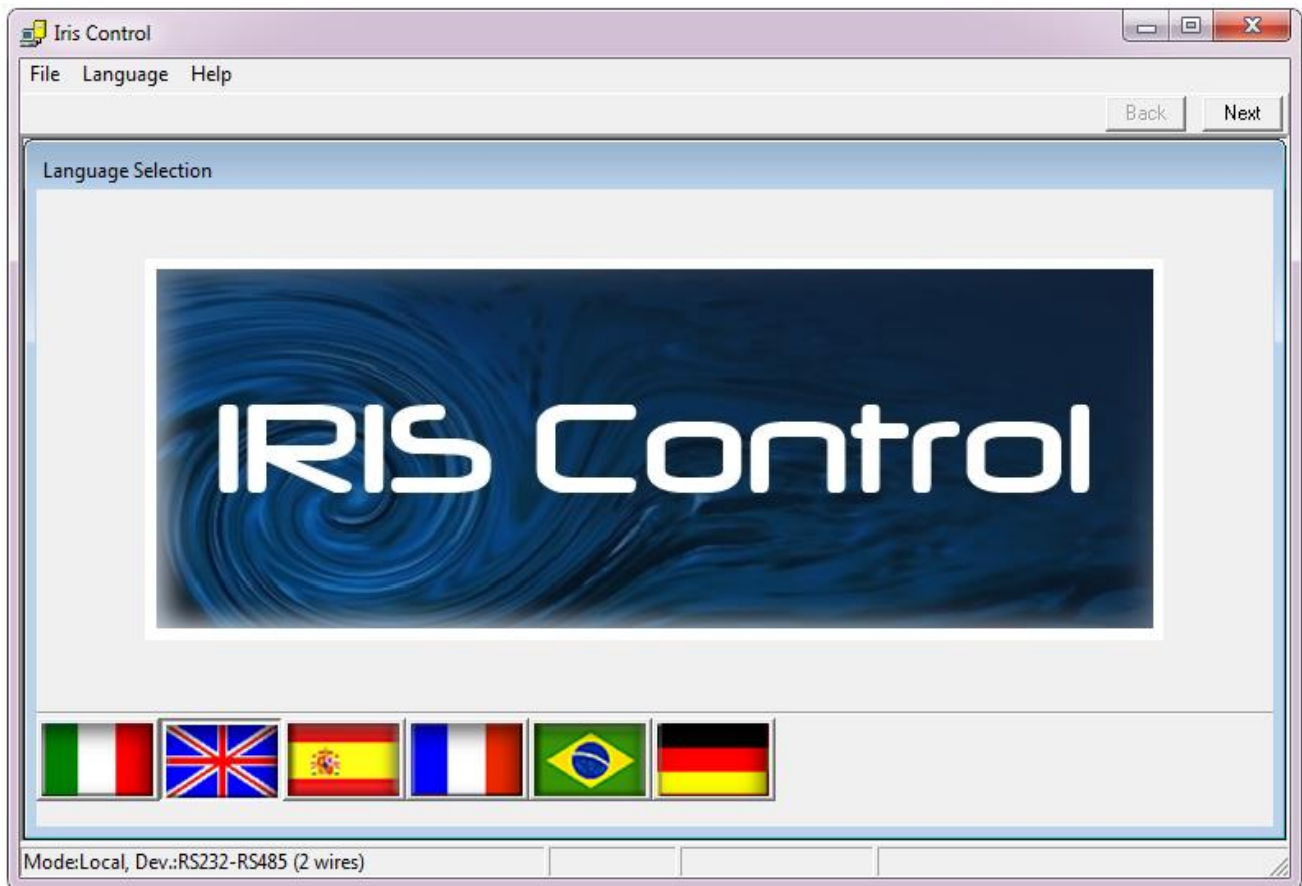 Iris Control
File Language Help
Back Next
Language Selection
IRIS Control
Mode:Local, Dev.:RS232-RS485 (2 wires)